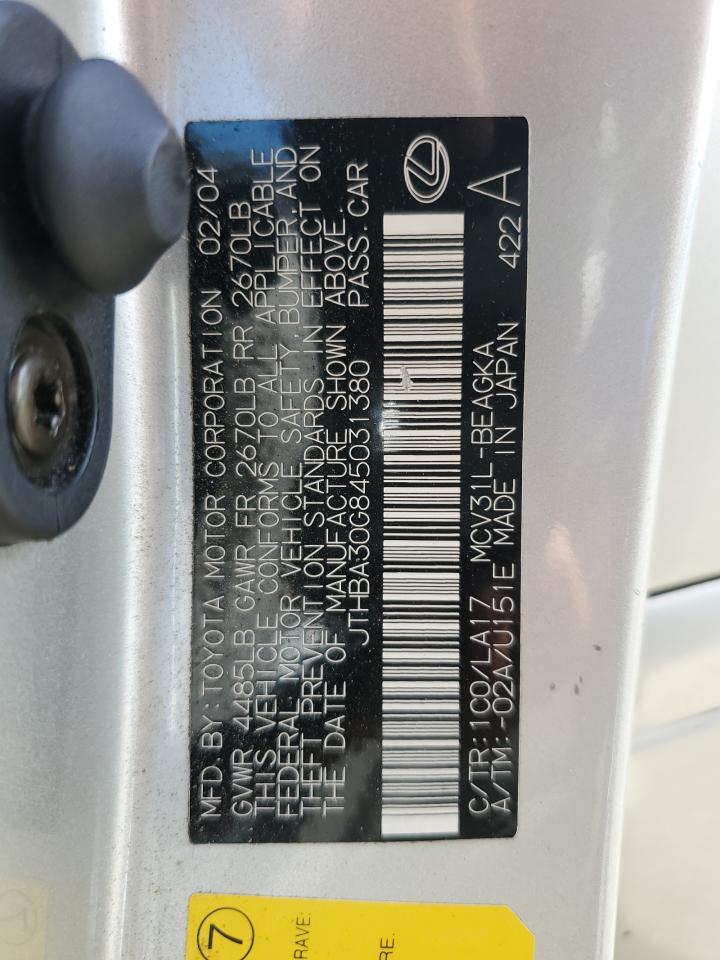 MFD. BY: TOYOTA MOTOR CORPORATION 02/04
GVWR 4485LB GAWR FR 2670LB RR 2670LB
THIS VEHICLE CONFORMS TO ALL APPLICABLE
FEDERAL MOTOR VEHICLE SAFETY, BUMPER, AND
THEFT PREVENTION STANDARDS IN EFFECT ON
THE DATE OF MANUFACTURE SHOWN ABOVE.
JTHBA30G845031380 PASS. CAR
C/TR: 1C0/LA17 MCV31L-BEAGKA 422 A
A/TM: -02A/U151E MADE IN JAPAN
7
RAVE:
RE.